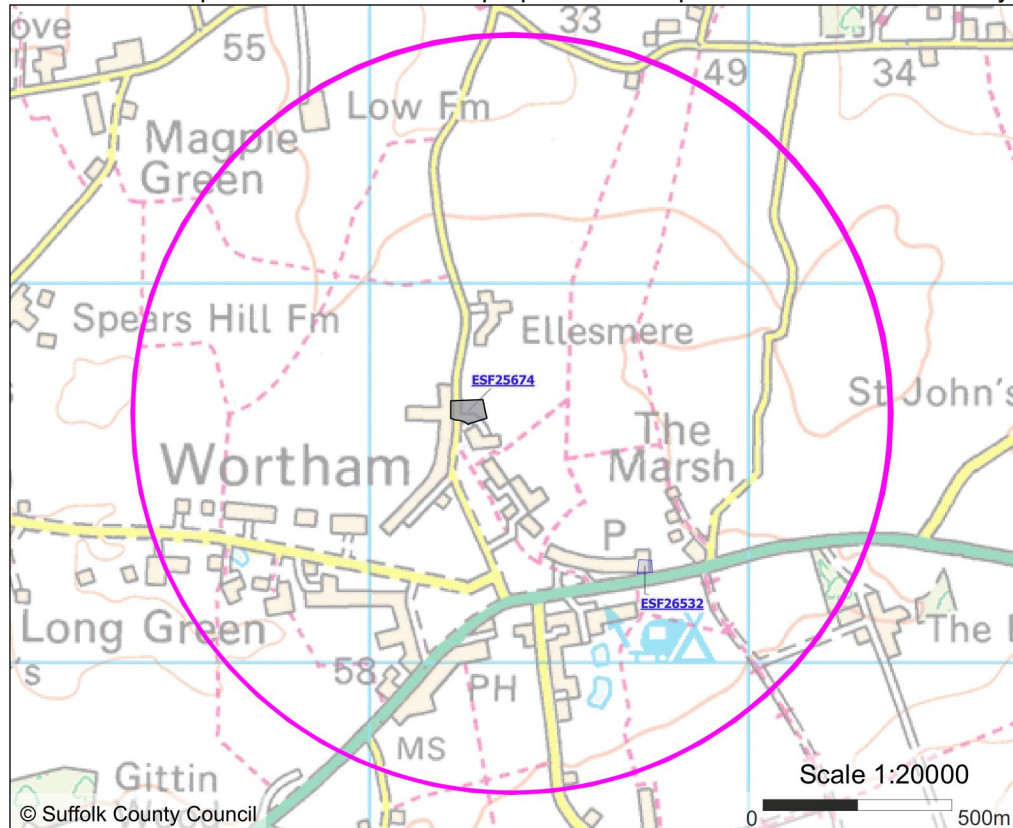 33
ove
55
49
34
Low Fm
Magpie
Green
Spears Hill Fm
Ellesmere
ESF25674
St John's
The
Marsh
Wortham
P
ESF26532
Long Green
The
's
58
PH
MS
Gittin
Scale 1:20000
© Suffolk County Council
0
500m